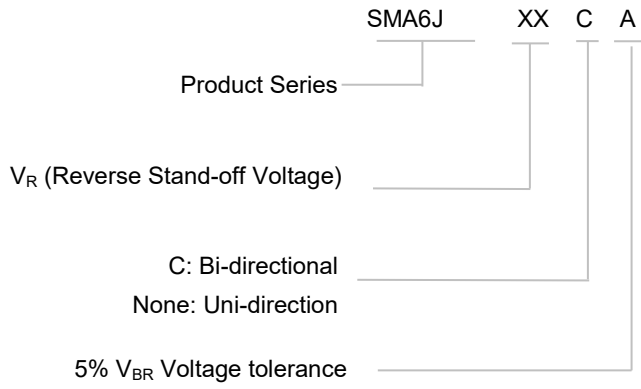 SMA6J XX C A
Product Series
VR (Reverse Stand-off Voltage)
C: Bi-directional
None: Uni-direction
5% VBR Voltage tolerance